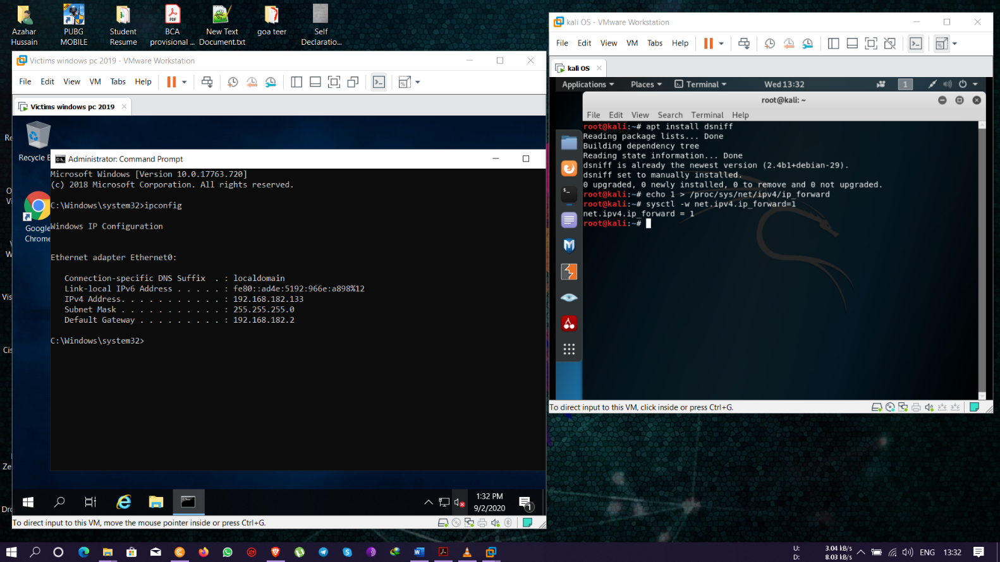 Azahar
Hussain
PUBG
MOBILE
Student
Resume
BCA
provisional ...
New Text
Document.txt
goa teer
Self
Declaratio...
Victims windows pc 2019 - VMware Workstation
File Edit View VM Tabs Help
Victims windows pc 2019
Recycle B
Google
Chrome
Administrator: Command Prompt
Microsoft Windows [Version 10.0.17763.720]
(c) 2018 Microsoft Corporation. All rights reserved.
C:\Windows\system32>ipconfig
Windows IP Configuration
Ethernet adapter Ethernet0:
Connection-specific DNS Suffix . : localdomain
Link-local IPv6 Address . . . . . : fe80::ad4e:5192:966e:a898%12
IPv4 Address. . . . . . . . . . . : 192.168.182.133
Subnet Mask . . . . . . . . . . . : 255.255.255.0
Default Gateway . . . . . . . . . : 192.168.182.2
C:\Windows\system32>
1:32 PM
9/2/2020
1
To direct input to this VM, move the mouse pointer inside or press Ctrl+G.
kali OS - VMware Workstation
File Edit View VM Tabs Help
kali OS
Applications Places Terminal Wed 13:32 1
root@kali: ~
File Edit View Search Terminal Help
root@kali:~# apt install dsniff
Reading package lists... Done
Building dependency tree
Reading state information... Done
dsniff is already the newest version (2.4b1+debian-29).
dsniff set to manually installed.
0 upgraded, 0 newly installed, 0 to remove and 0 not upgraded.
root@kali:~# echo 1 > /proc/sys/net/ipv4/ip_forward
root@kali:~# sysctl -w net.ipv4.ip_forward=1
net.ipv4.ip_forward = 1
root@kali:~#
To direct input to this VM, click inside or press Ctrl+G.
U: 3.04 kB/s
D: 8.03 kB/s
ENG 13:32